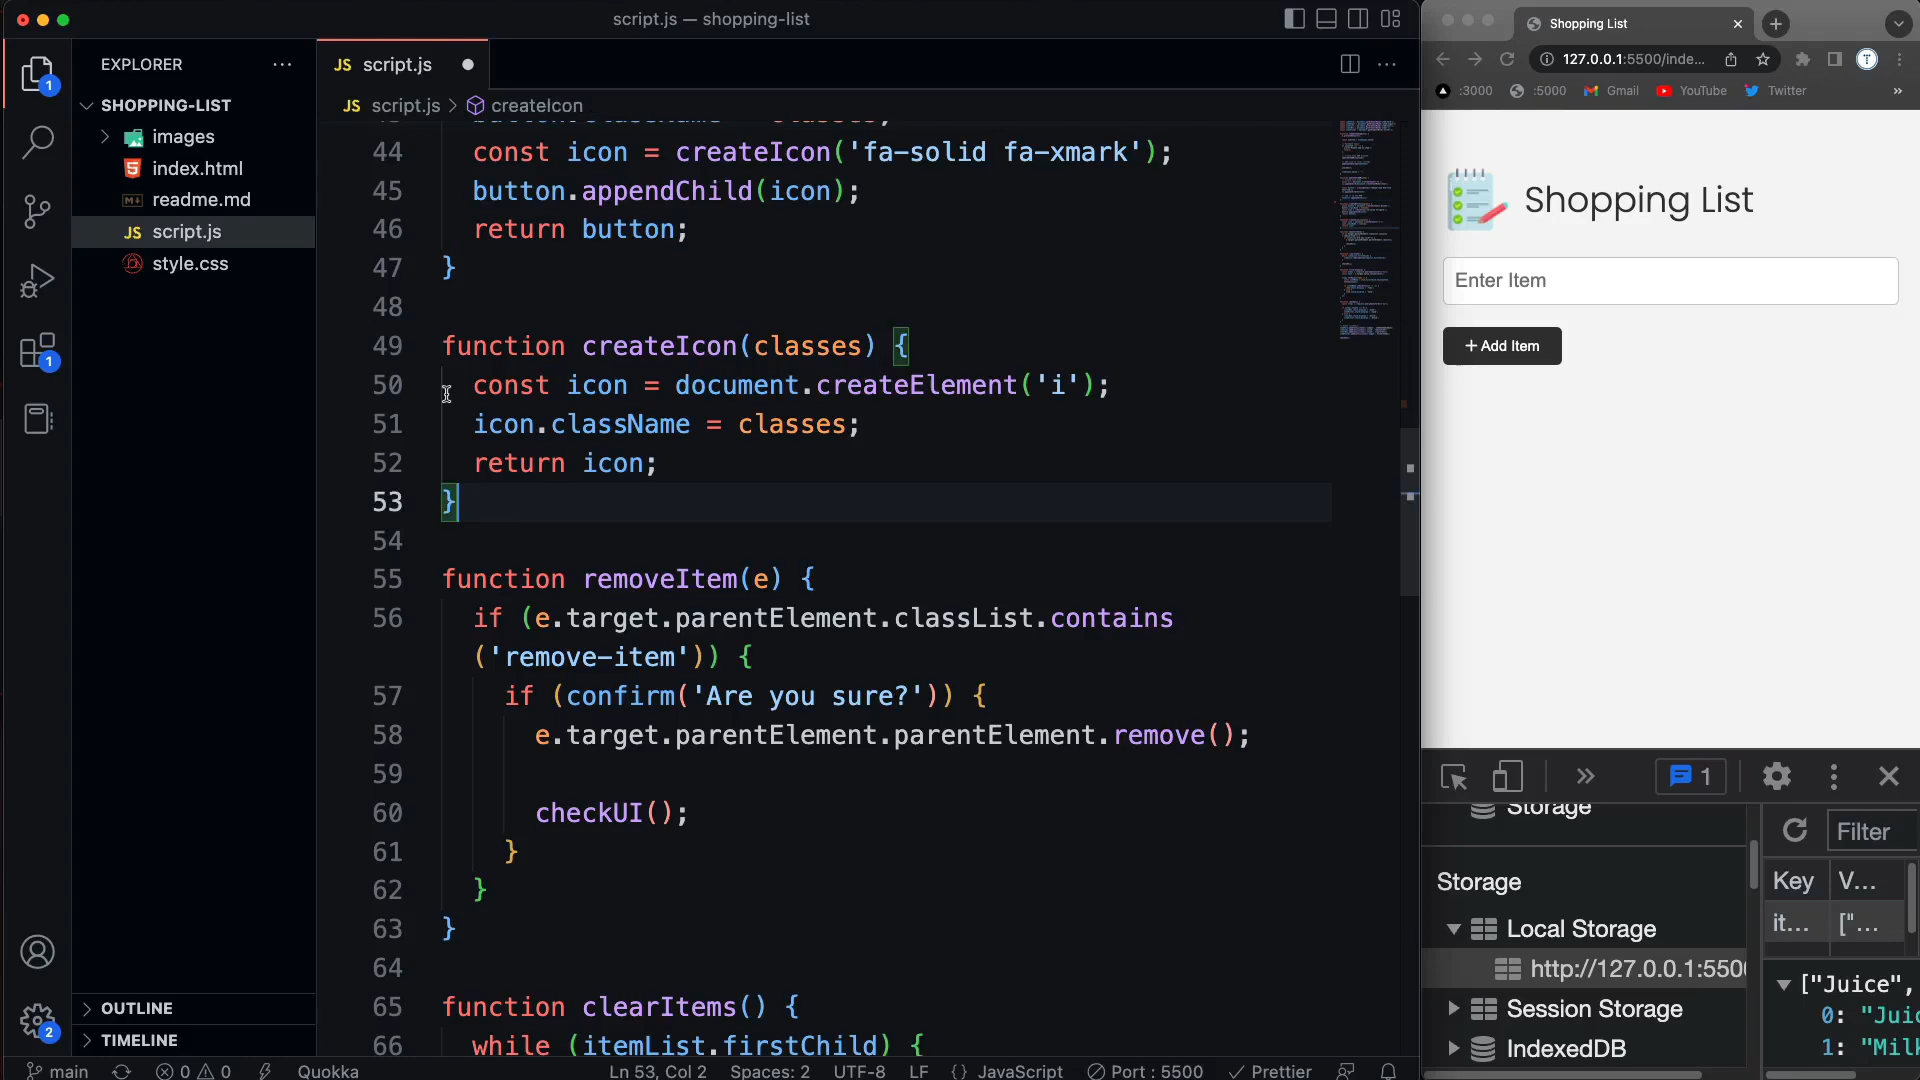 script.js — shopping-list
EXPLORER
SHOPPING-LIST
images
index.html
readme.md
JS script.js
style.css
OUTLINE
TIMELINE
1
1
2
JS script.js
JS script.js > createIcon
44 const icon = createIcon('fa-solid fa-xmark');
45 button.appendChild(icon);
46 return button;
47 }
48
49 function createIcon(classes) {
50 const icon = document.createElement('i');
51 icon.className = classes;
52 return icon;
53 }
54
55 function removeItem(e) {
56 if (e.target.parentElement.classList.contains
('remove-item')) {
57 if (confirm('Are you sure?')) {
58 e.target.parentElement.parentElement.remove();
59
60 checkUI();
61 }
62 }
63 }
64
65 function clearItems() {
66 while (itemList.firstChild) {
main 0 0 Quokka Ln 53, Col 2 Spaces: 2 UTF-8 LF {} JavaScript Port : 5500 Prettier
Shopping List
127.0.0.1:5500/inde...
:3000 :5000 Gmail YouTube Twitter »
Shopping List
Enter Item
+ Add Item
1
Storage
Storage
Local Storage
http://127.0.0.1:550
Session Storage
IndexedDB
Filter
Key V...
it... ["...
["Juice",
0: "Juic
1: "Milk